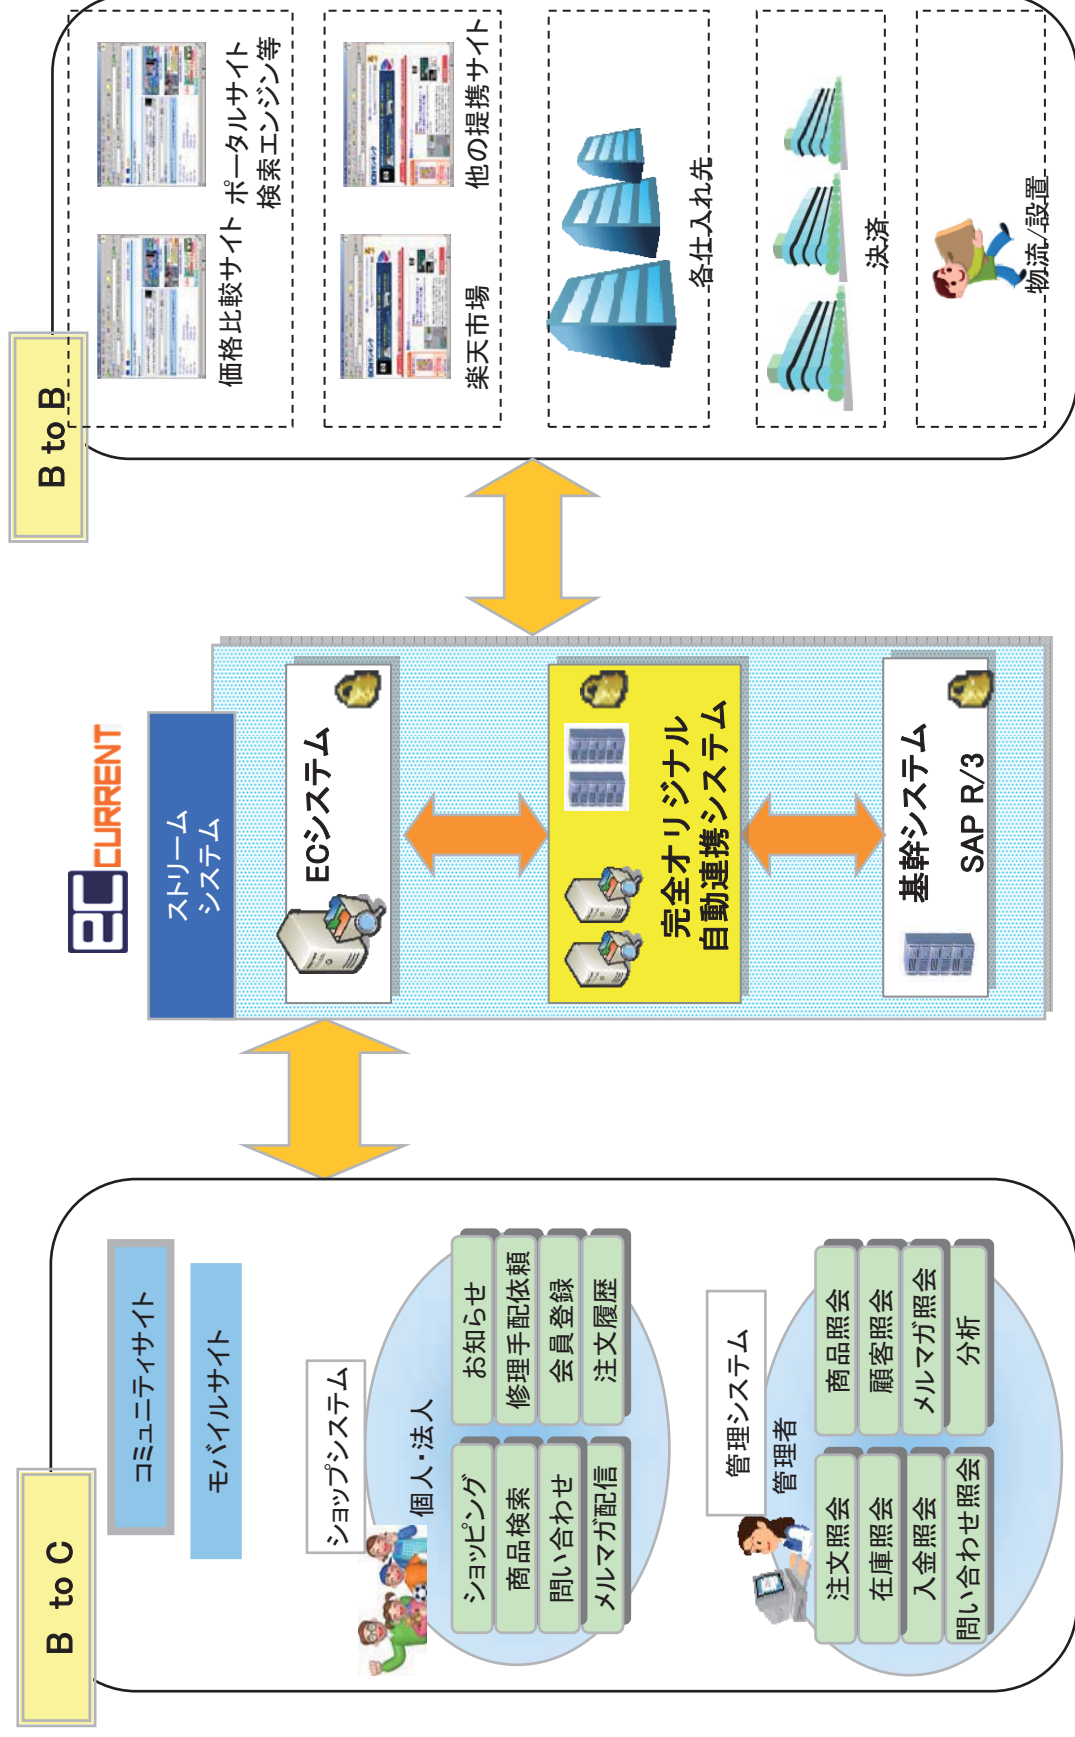 B to C
コミュニティサイト
モバイルサイト
ショップシステム
個人・法人
ショッピング
商品検索
問い合わせ
メルマガ配信
お知らせ
修理手配依頼
会員登録
注文履歴
管理システム
管理者
注文照会
在庫照会
入金照会
問い合わせ照会
商品照会
顧客照会
メルマガ照会
分析
EC CURRENT
ストリーム
システム
ECシステム
完全オリジナル
自動連携システム
基幹システム
SAP R/3
B to B
価格比較サイト
ポータルサイト
検索エンジン等
楽天市場
他の提携サイト
各仕入れ先
決済
物流/設置